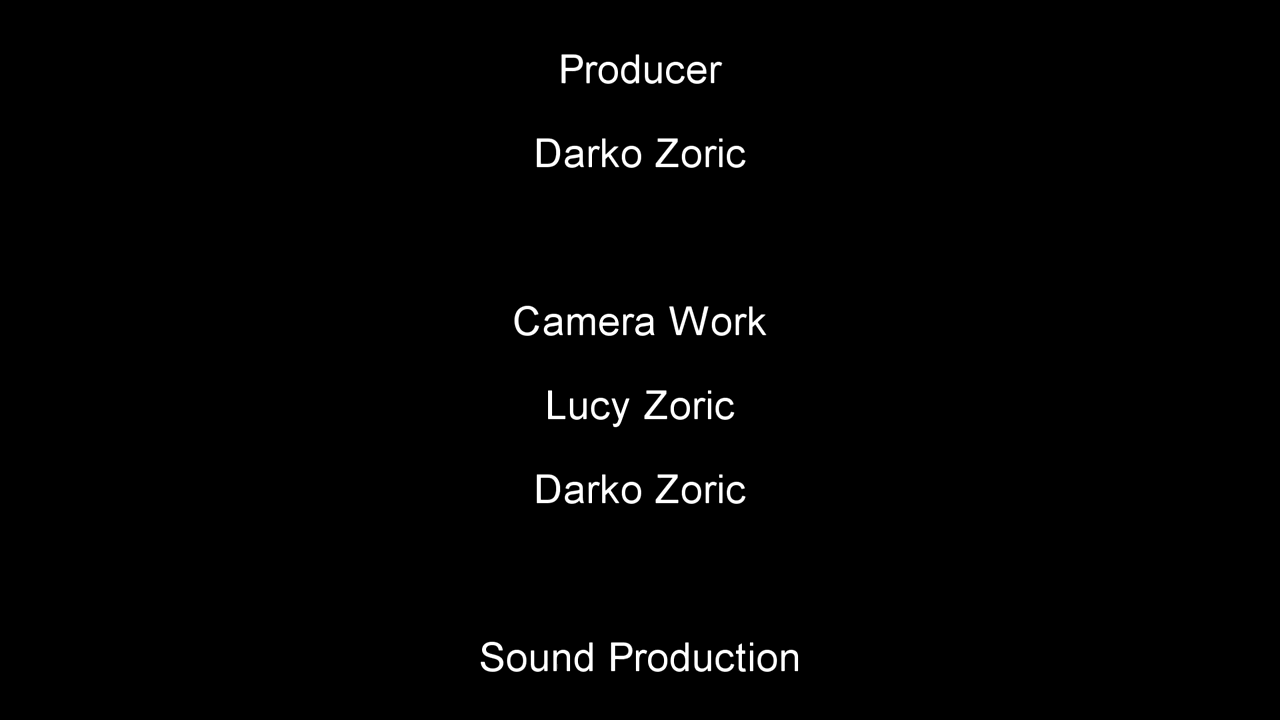 Producer
Darko Zoric
Camera Work
Lucy Zoric
Darko Zoric
Sound Production